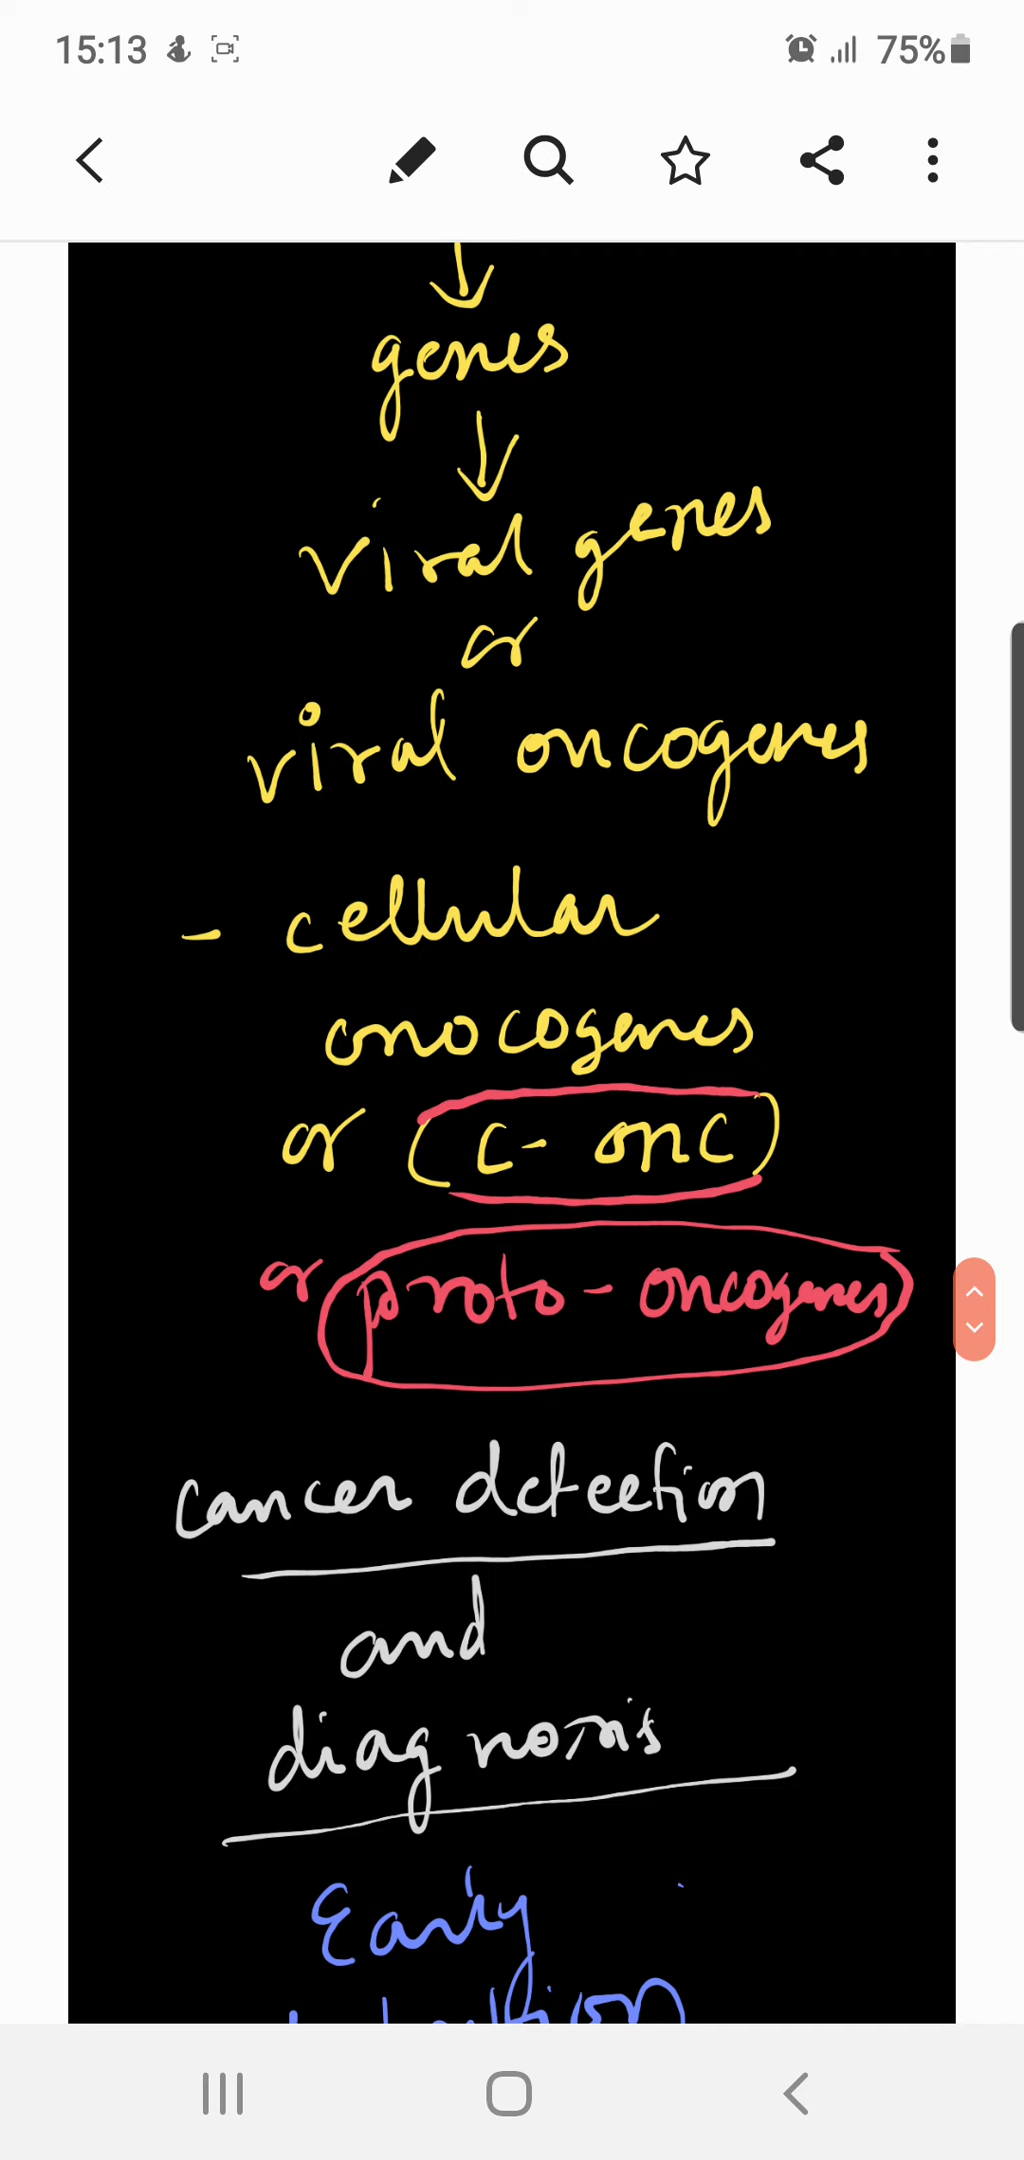 15:13 75%
genes
viral genes
or
viral oncogenes
- cellular
onocogenes
or (c-onc)
or proto-oncogenes
cancer detection
and
diagnosis
Early